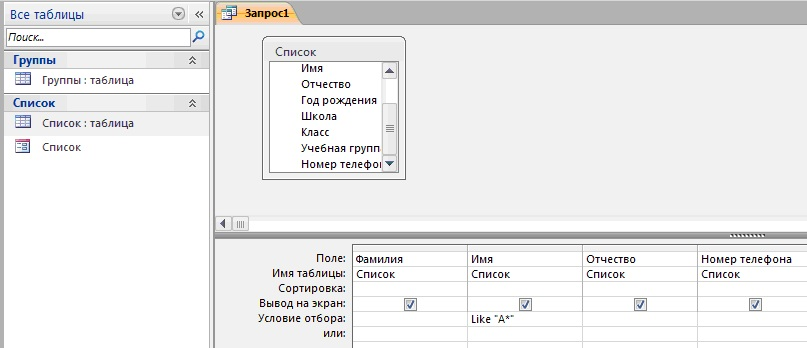 Все таблицы
Поиск...
Группы
Группы : таблица
Список
Список : таблица
Список
Запрос1
Список
Имя
Отчество
Год рождения
Школа
Класс
Учебная групп
Номер телефо
Поле: Фамилия Имя Отчество Номер телефона
Имя таблицы: Список Список Список Список
Сортировка:
Вывод на экран:
Условие отбора: Like "А*"
или: